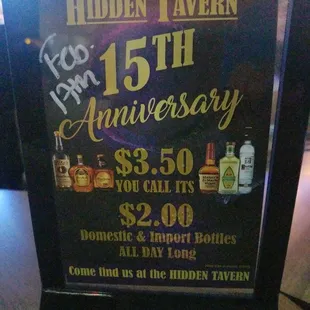 HIDDEN TAVERN
Feb.
17th
15TH
Anniversary
$3.50
YOU CALL ITS
$2.00
Domestic & Import Bottles
ALL DAY Long
Come find us at the HIDDEN TAVERN